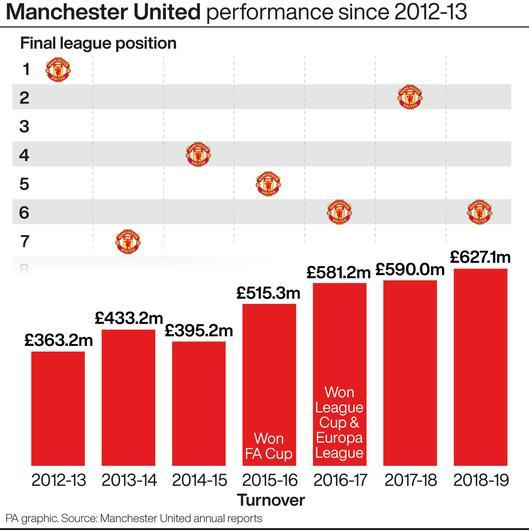 Manchester United performance since 2012-13
Final league position
1
2
3
4
5
6
7
8
£363.2m
£433.2m
£395.2m
£515.3m
£581.2m
£590.0m
£627.1m
Won
FA Cup
Won
League
Cup &
Europa
League
2012-13 2013-14 2014-15 2015-16 2016-17 2017-18 2018-19
Turnover
PA graphic. Source: Manchester United annual reports